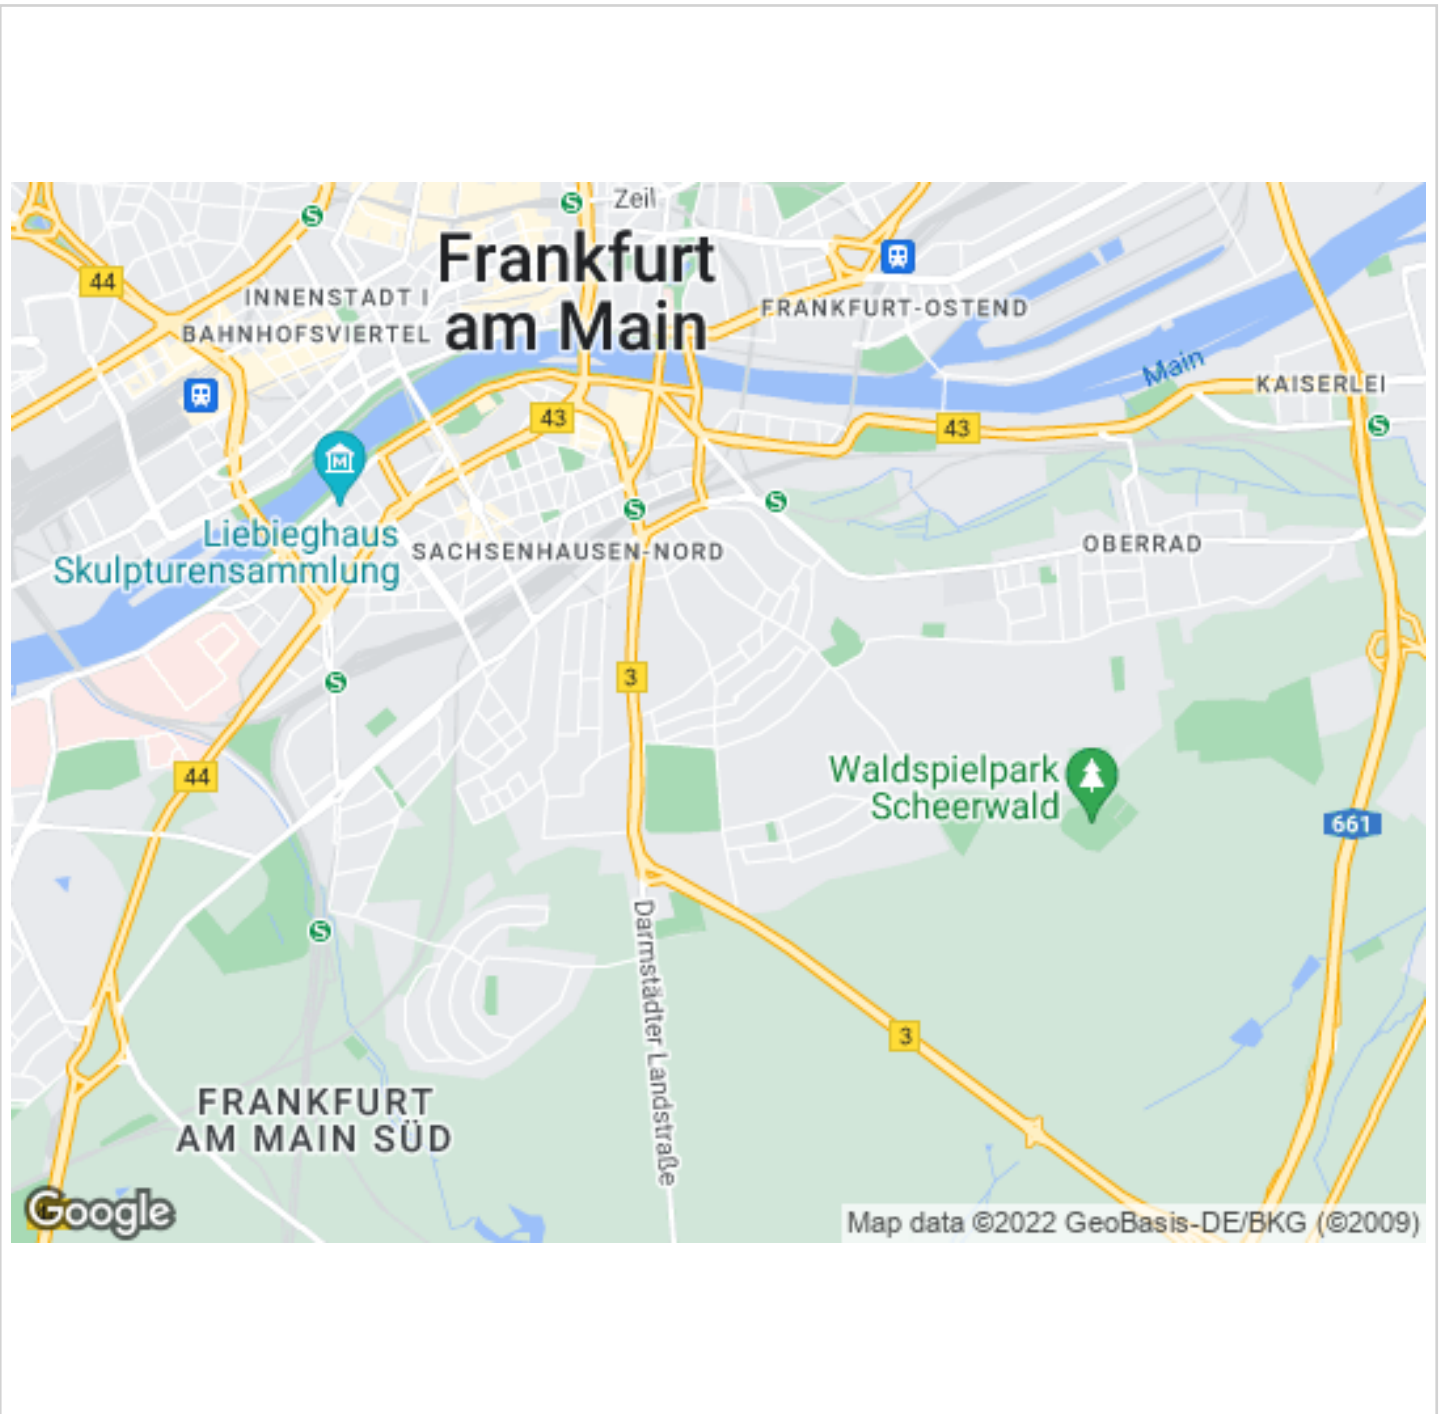 Zeil
Frankfurt
am Main
44
INNENSTADT I
BAHNHOFSVIERTEL
FRANKFURT-OSTEND
Main
KAISERLEI
43
43
M
Liebieghaus
Skulpturensammlung
SACHSENHAUSEN-NORD
OBERRAD
3
44
Waldspielpark
Scheerwald
661
Darmstädter Landstraße
3
FRANKFURT
AM MAIN SÜD
Google
Map data ©2022 GeoBasis-DE/BKG (©2009)
S
S
S
S
S
S
S